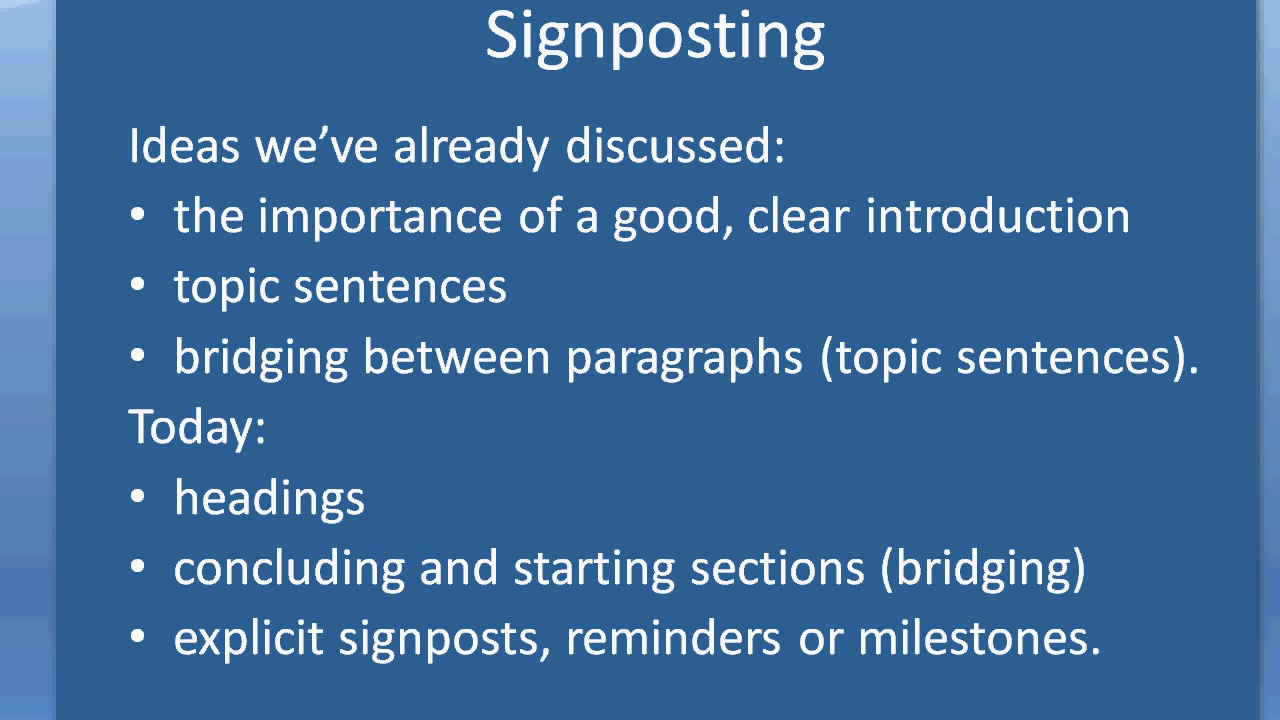 Signposting
Ideas we’ve already discussed:
• the importance of a good, clear introduction
• topic sentences
• bridging between paragraphs (topic sentences).
Today:
• headings
• concluding and starting sections (bridging)
• explicit signposts, reminders or milestones.